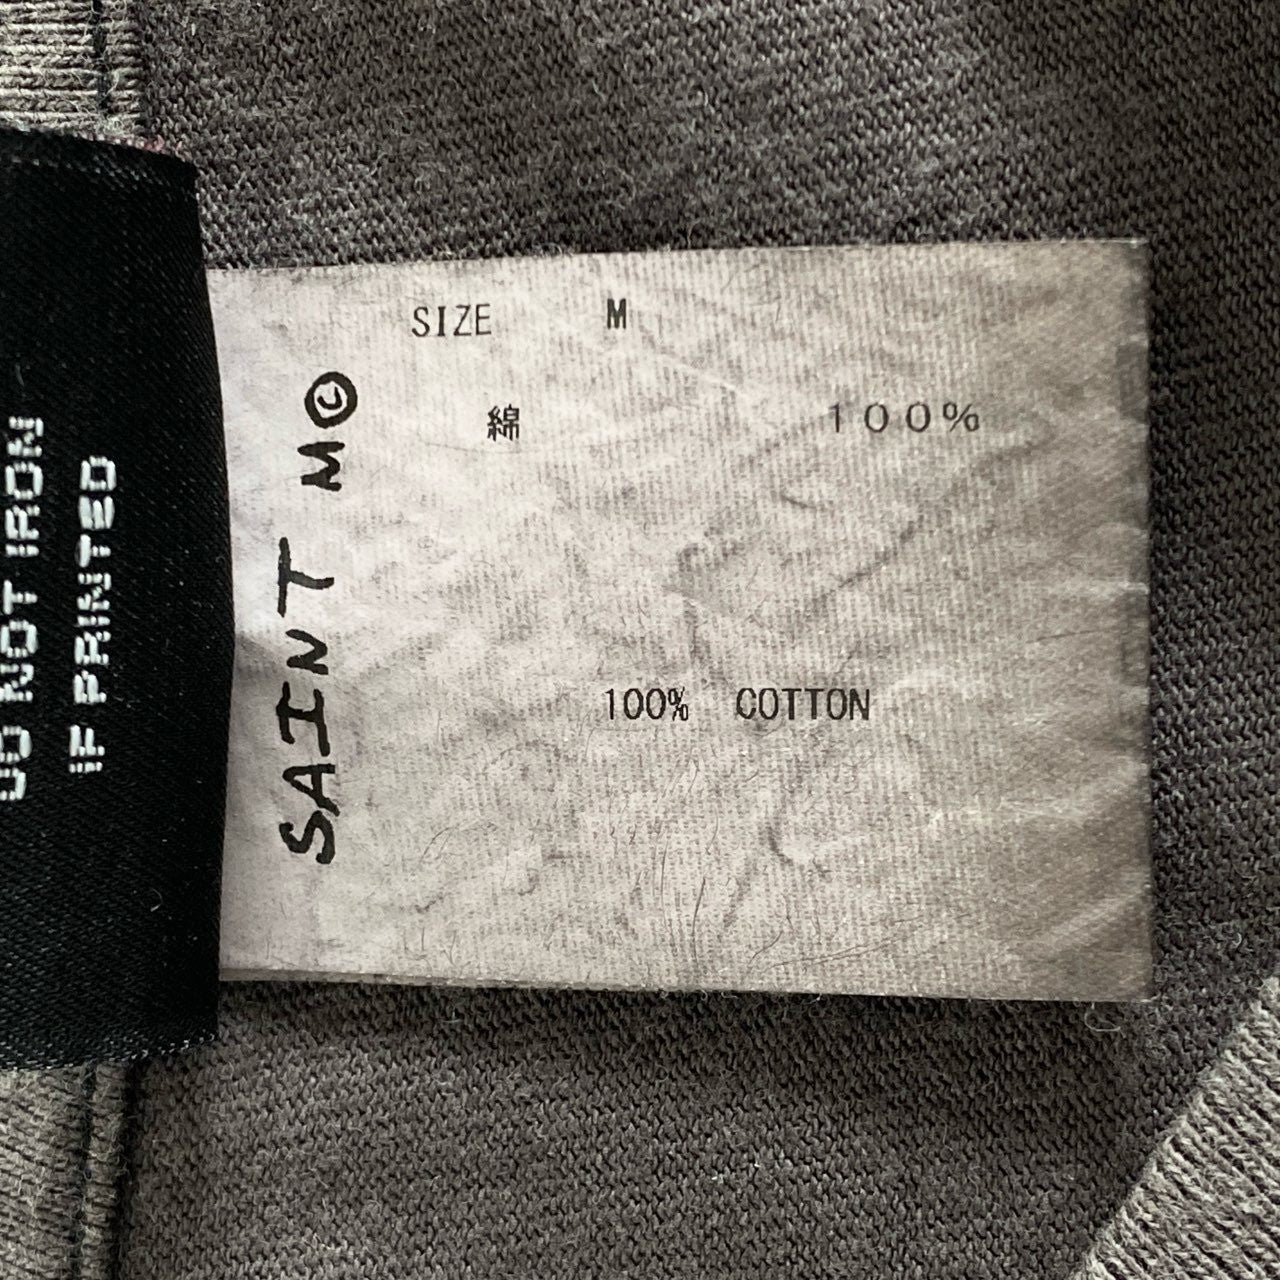 DO NOT IRON
IF PRINTED
SAINT M©
SIZE M
綿 100%
100% COTTON